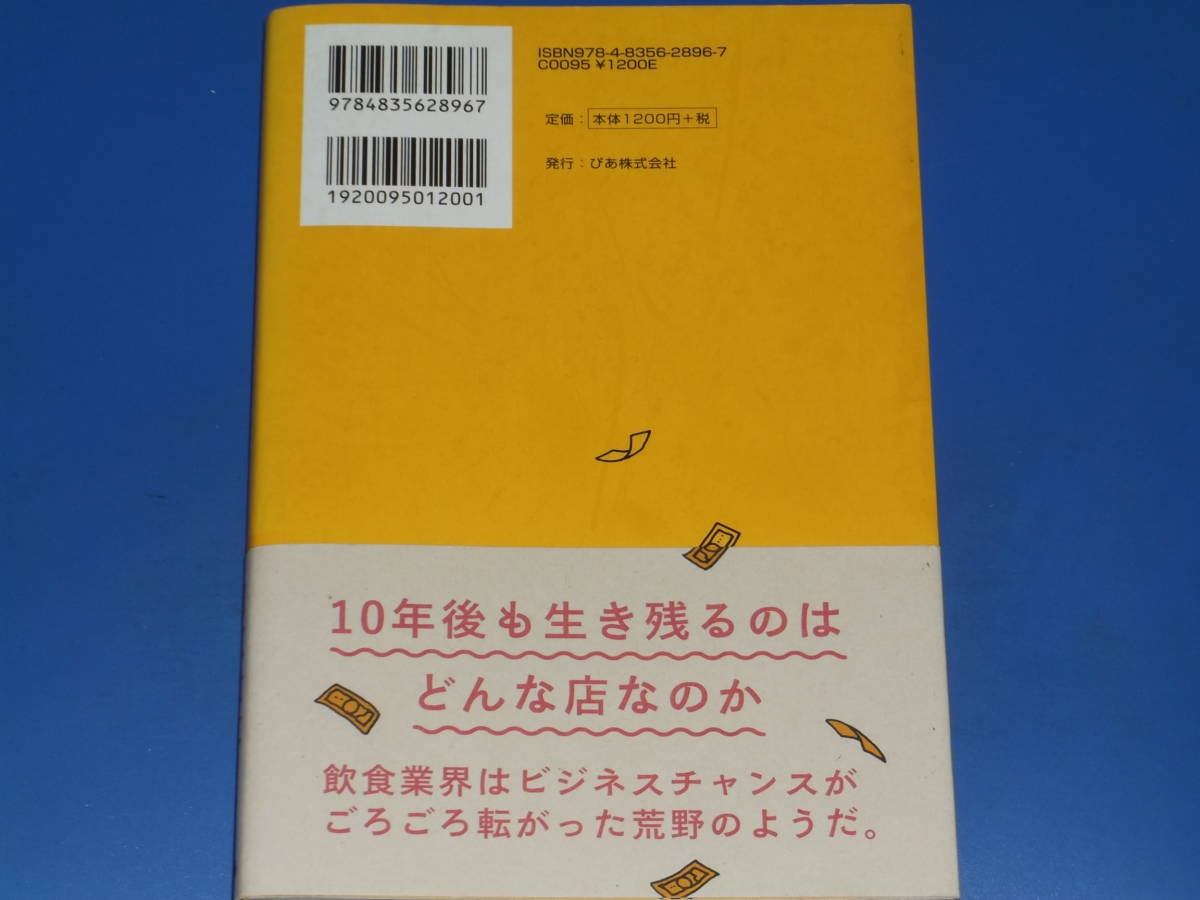 9784835628967
1920095012001
ISBN978-4-8356-2896-7
C0095 ¥1200E
定価：本体1200円+税
発行：ぴあ株式会社
10年後も生き残るのは
どんな店なのか
飲食業界はビジネスチャンスが
ごろごろ転がった荒野のようだ。